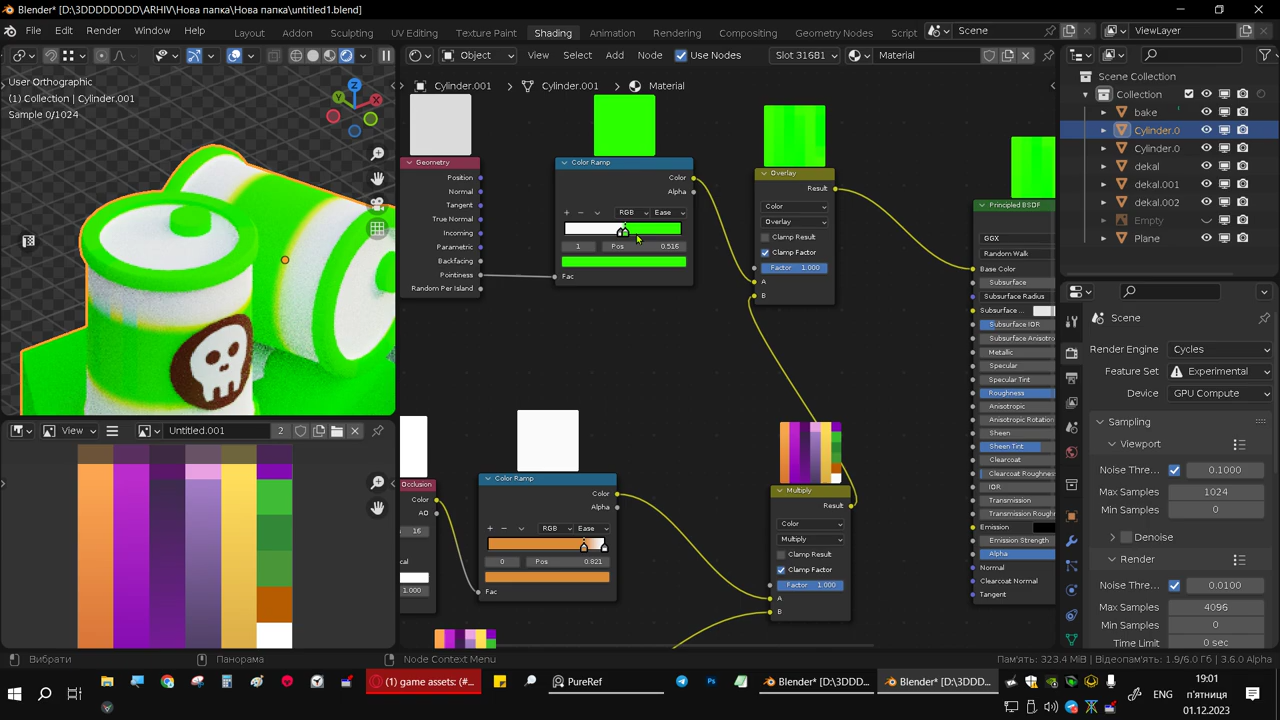 Blender* [D:\3DDDDDDDD\ARHIV\Нова папка\Нова папка\untitled1.blend]
File Edit Render Window Help Layout Addon Sculpting UV Editing Texture Paint Shading Animation Rendering Compositing Geometry Nodes Script Scene ViewLayer
Object View Select Add Node Use Nodes Slot 316B1 Material
User Orthographic
(1) Collection | Cylinder.001
Sample 0/1024
Cylinder.001 > Cylinder.001 > Material
Geometry
Position
Normal
Tangent
True Normal
Incoming
Parametric
Backfacing
Pointiness
Random Per Island
Color Ramp
Color
Alpha
RGB Ease
1 Pos 0.516
Fac
Overlay
Result
Color
Overlay
Clamp Result
Clamp Factor
Factor 1.000
A
B
Principled BSDF
GGX
Random Walk
Base Color
Subsurface
Subsurface Radius
Subsurface ...
Subsurface IOR
Subsurface Anisotro
Metallic
Specular
Specular Tint
Roughness
Anisotropic
Anisotropic Rotatio
Sheen
Sheen Tint
Clearcoat
Clearcoat Roughness
IOR
Transmission
Transmission Rough
Emission
Emission Strength
Alpha
Normal
Clearcoat Normal
Tangent
Occlusion
Color
AO
16
1.000
Color Ramp
Color
Alpha
RGB Ease
0 Pos 0.821
Fac
Multiply
Result
Color
Multiply
Clamp Result
Clamp Factor
Factor 1.000
A
B
View Untitled.001 2
Scene Collection
Collection
bake
Cylinder.0
Cylinder.0
dekal
dekal.001
dekal.002
Empty
Plane
Scene
Render Engine Cycles
Feature Set Experimental
Device GPU Compute
Sampling
Viewport
Noise Thre... 0.1000
Max Samples 1024
Min Samples 0
Denoise
Render
Noise Thre... 0.0100
Max Samples 4096
Min Samples 0
Time Limit 0 sec
Вибрати Панорама Node Context Menu Пам'ять: 323.4 MiB | Відеопам'ять: 1.9/6.0 Гб | 3.6.0 Alpha
(1) game assets: (#... PureRef Blender* [D:\3DDD... Blender* [D:\3DDD...
ENG
19:01
п'ятниця
01.12.2023